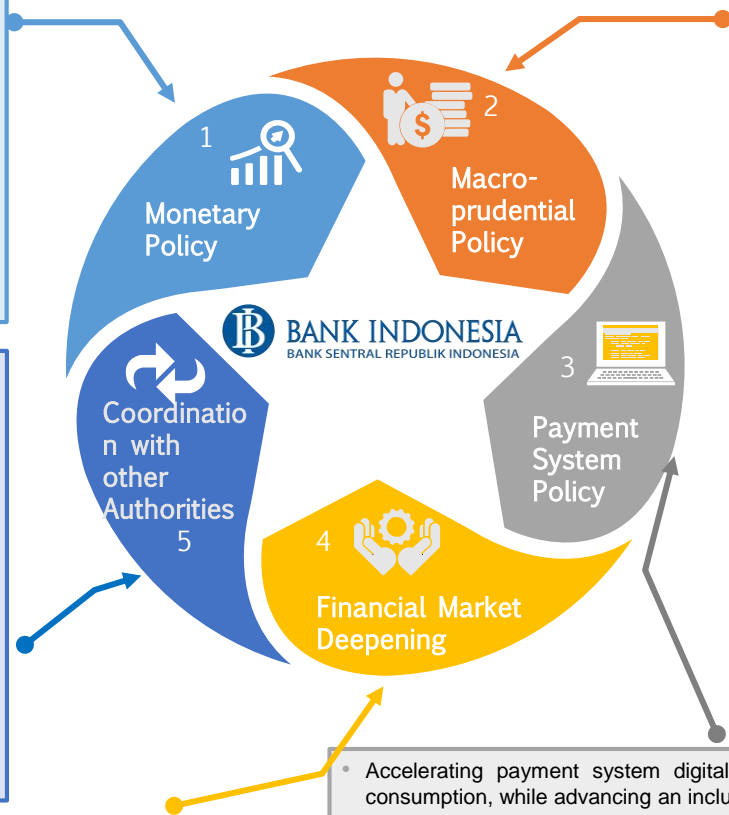 1
Monetary
Policy
2
Macro-
prudential
Policy
BANK INDONESIA
BANK SENTRAL REPUBLIK INDONESIA
3
Payment
System
Policy
Coordinatio
n with
other
Authorities
5
4
Financial Market
Deepening
• Accelerating payment system digital
consumption, while advancing an inclu